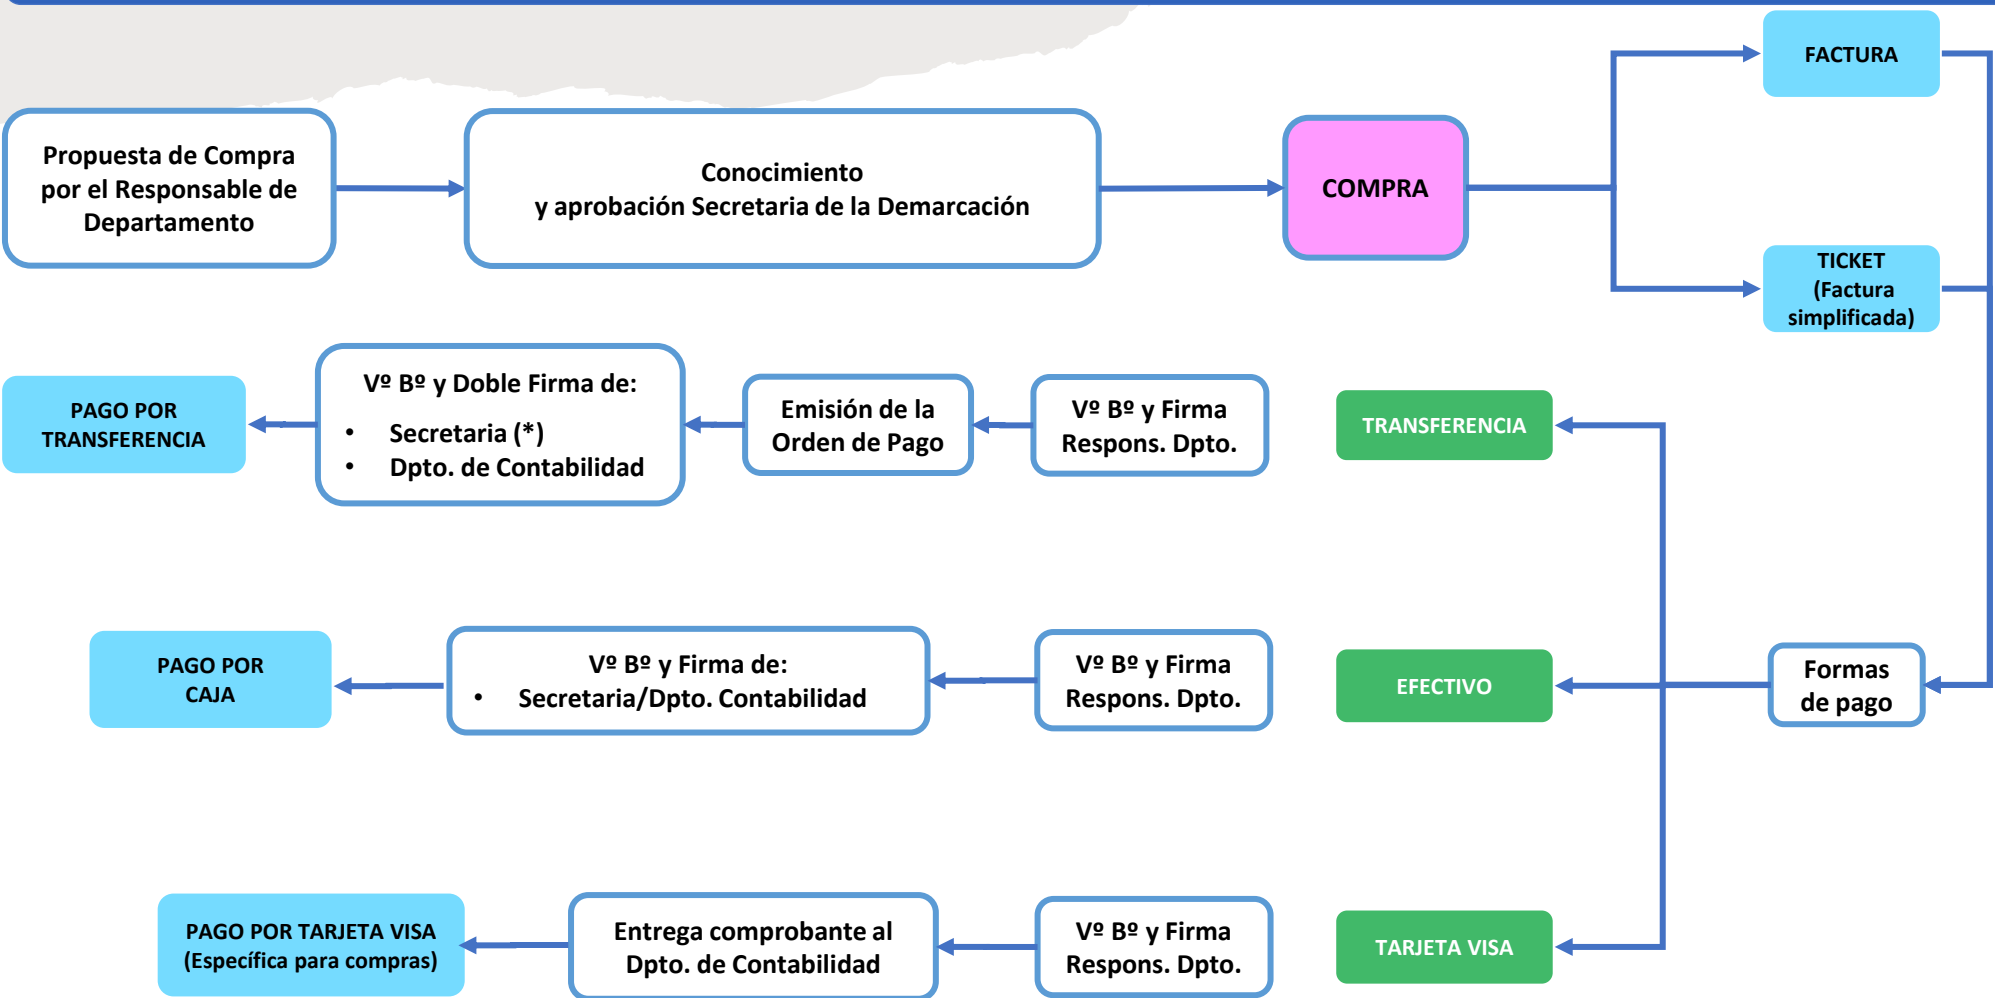 FACTURA
Propuesta de Compra
por el Responsable de
Departamento
Conocimiento
y aprobación Secretaria de la Demarcación
COMPRA
TICKET
(Factura
simplificada)
PAGO POR
TRANSFERENCIA
Vº Bº y Doble Firma de:
• Secretaria (*)
• Dpto. de Contabilidad
Emisión de la
Orden de Pago
Vº Bº y Firma
Respons. Dpto.
TRANSFERENCIA
PAGO POR
CAJA
Vº Bº y Firma de:
• Secretaria/Dpto. Contabilidad
Vº Bº y Firma
Respons. Dpto.
EFECTIVO
Formas
de pago
PAGO POR TARJETA VISA
(Específica para compras)
Entrega comprobante al
Dpto. de Contabilidad
Vº Bº y Firma
Respons. Dpto.
TARJETA VISA